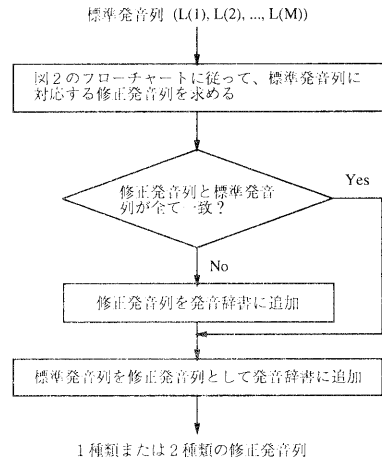 標準発音列 (L(1), L(2), ..., L(M))
図2のフローチャートに従って、標準発音列に
対応する修正発音列を求める
修正発音列と標準発音
列が全て一致？
Yes
No
修正発音列を発音辞書に追加
標準発音列を修正発音列として発音辞書に追加
1種類または2種類の修正発音列